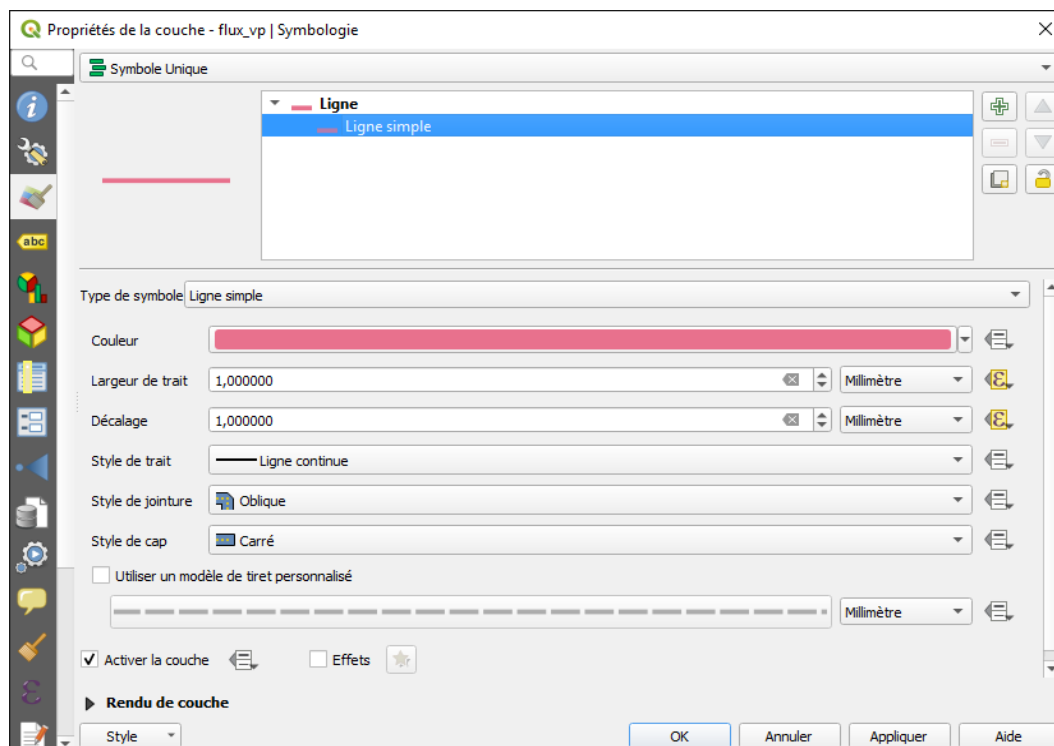 Propriétés de la couche - flux_vp | Symbologie
Symbole Unique
Ligne
Ligne simple
abc
Type de symbole Ligne simple
Couleur
Largeur de trait 1,000000 Millimètre
Décalage 1,000000 Millimètre
Style de trait Ligne continue
Style de jointure Oblique
Style de cap Carré
Utiliser un modèle de tiret personnalisé
Millimètre
Activer la couche Effets
Rendu de couche
Style OK Annuler Appliquer Aide